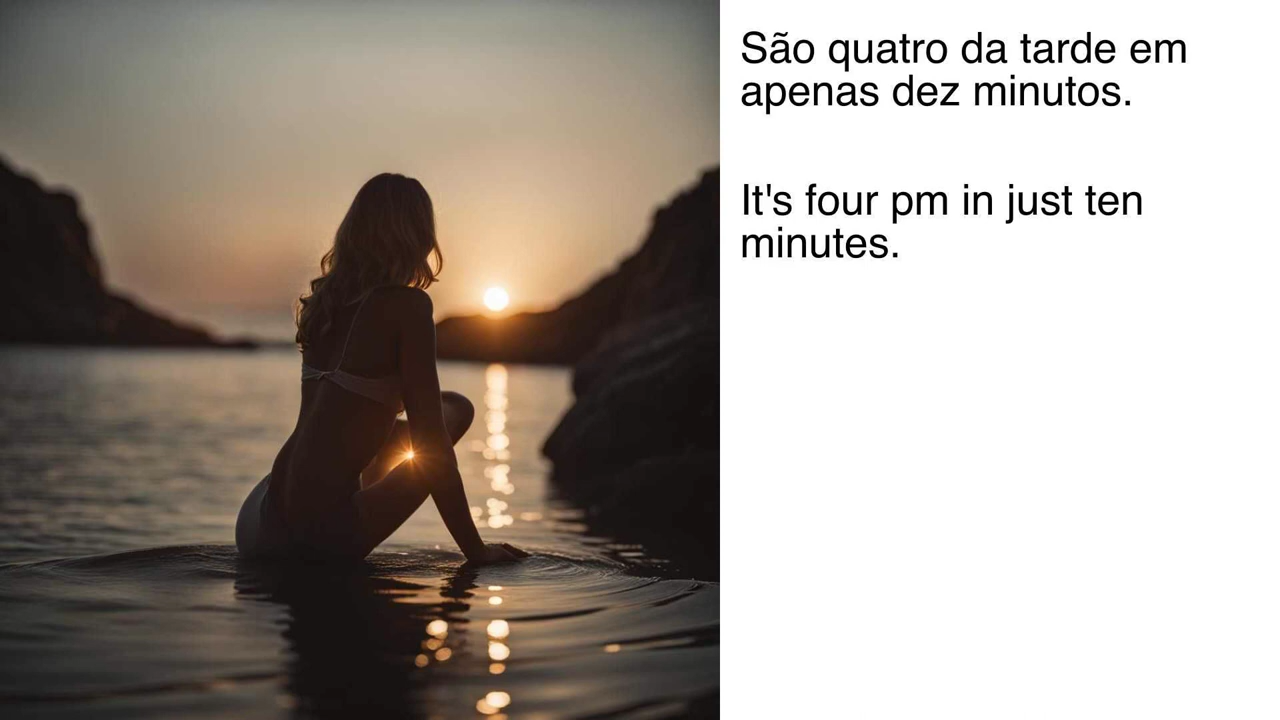 São quatro da tarde em
apenas dez minutos.
It's four pm in just ten
minutes.